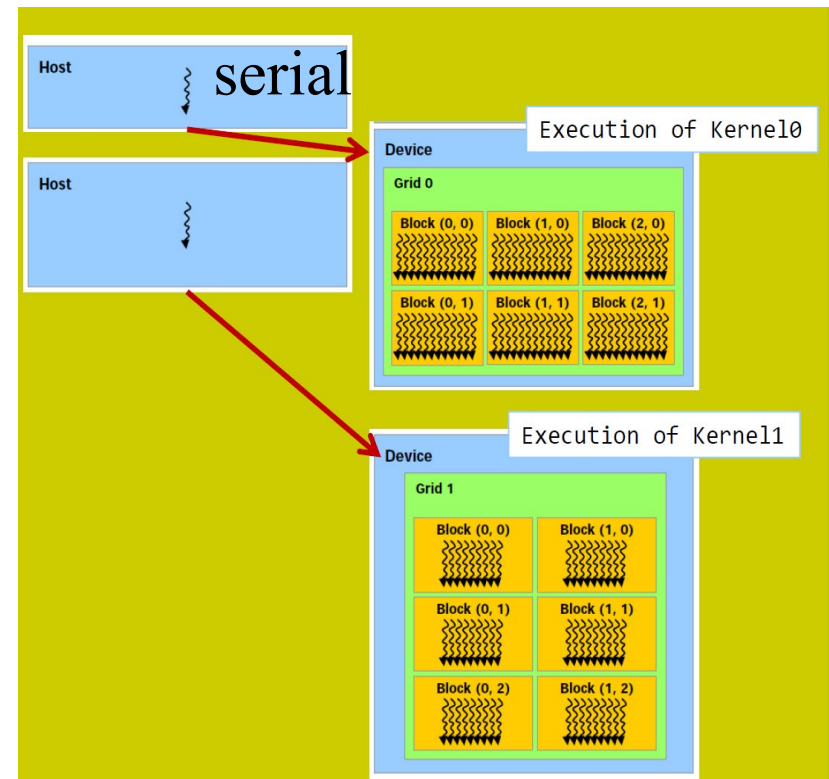 Host
serial
Execution of Kernel0
Device
Grid 0
Block (0, 0) Block (1, 0) Block (2, 0)
Block (0, 1) Block (1, 1) Block (2, 1)
Host
Execution of Kernel1
Device
Grid 1
Block (0, 0) Block (1, 0)
Block (0, 1) Block (1, 1)
Block (0, 2) Block (1, 2)